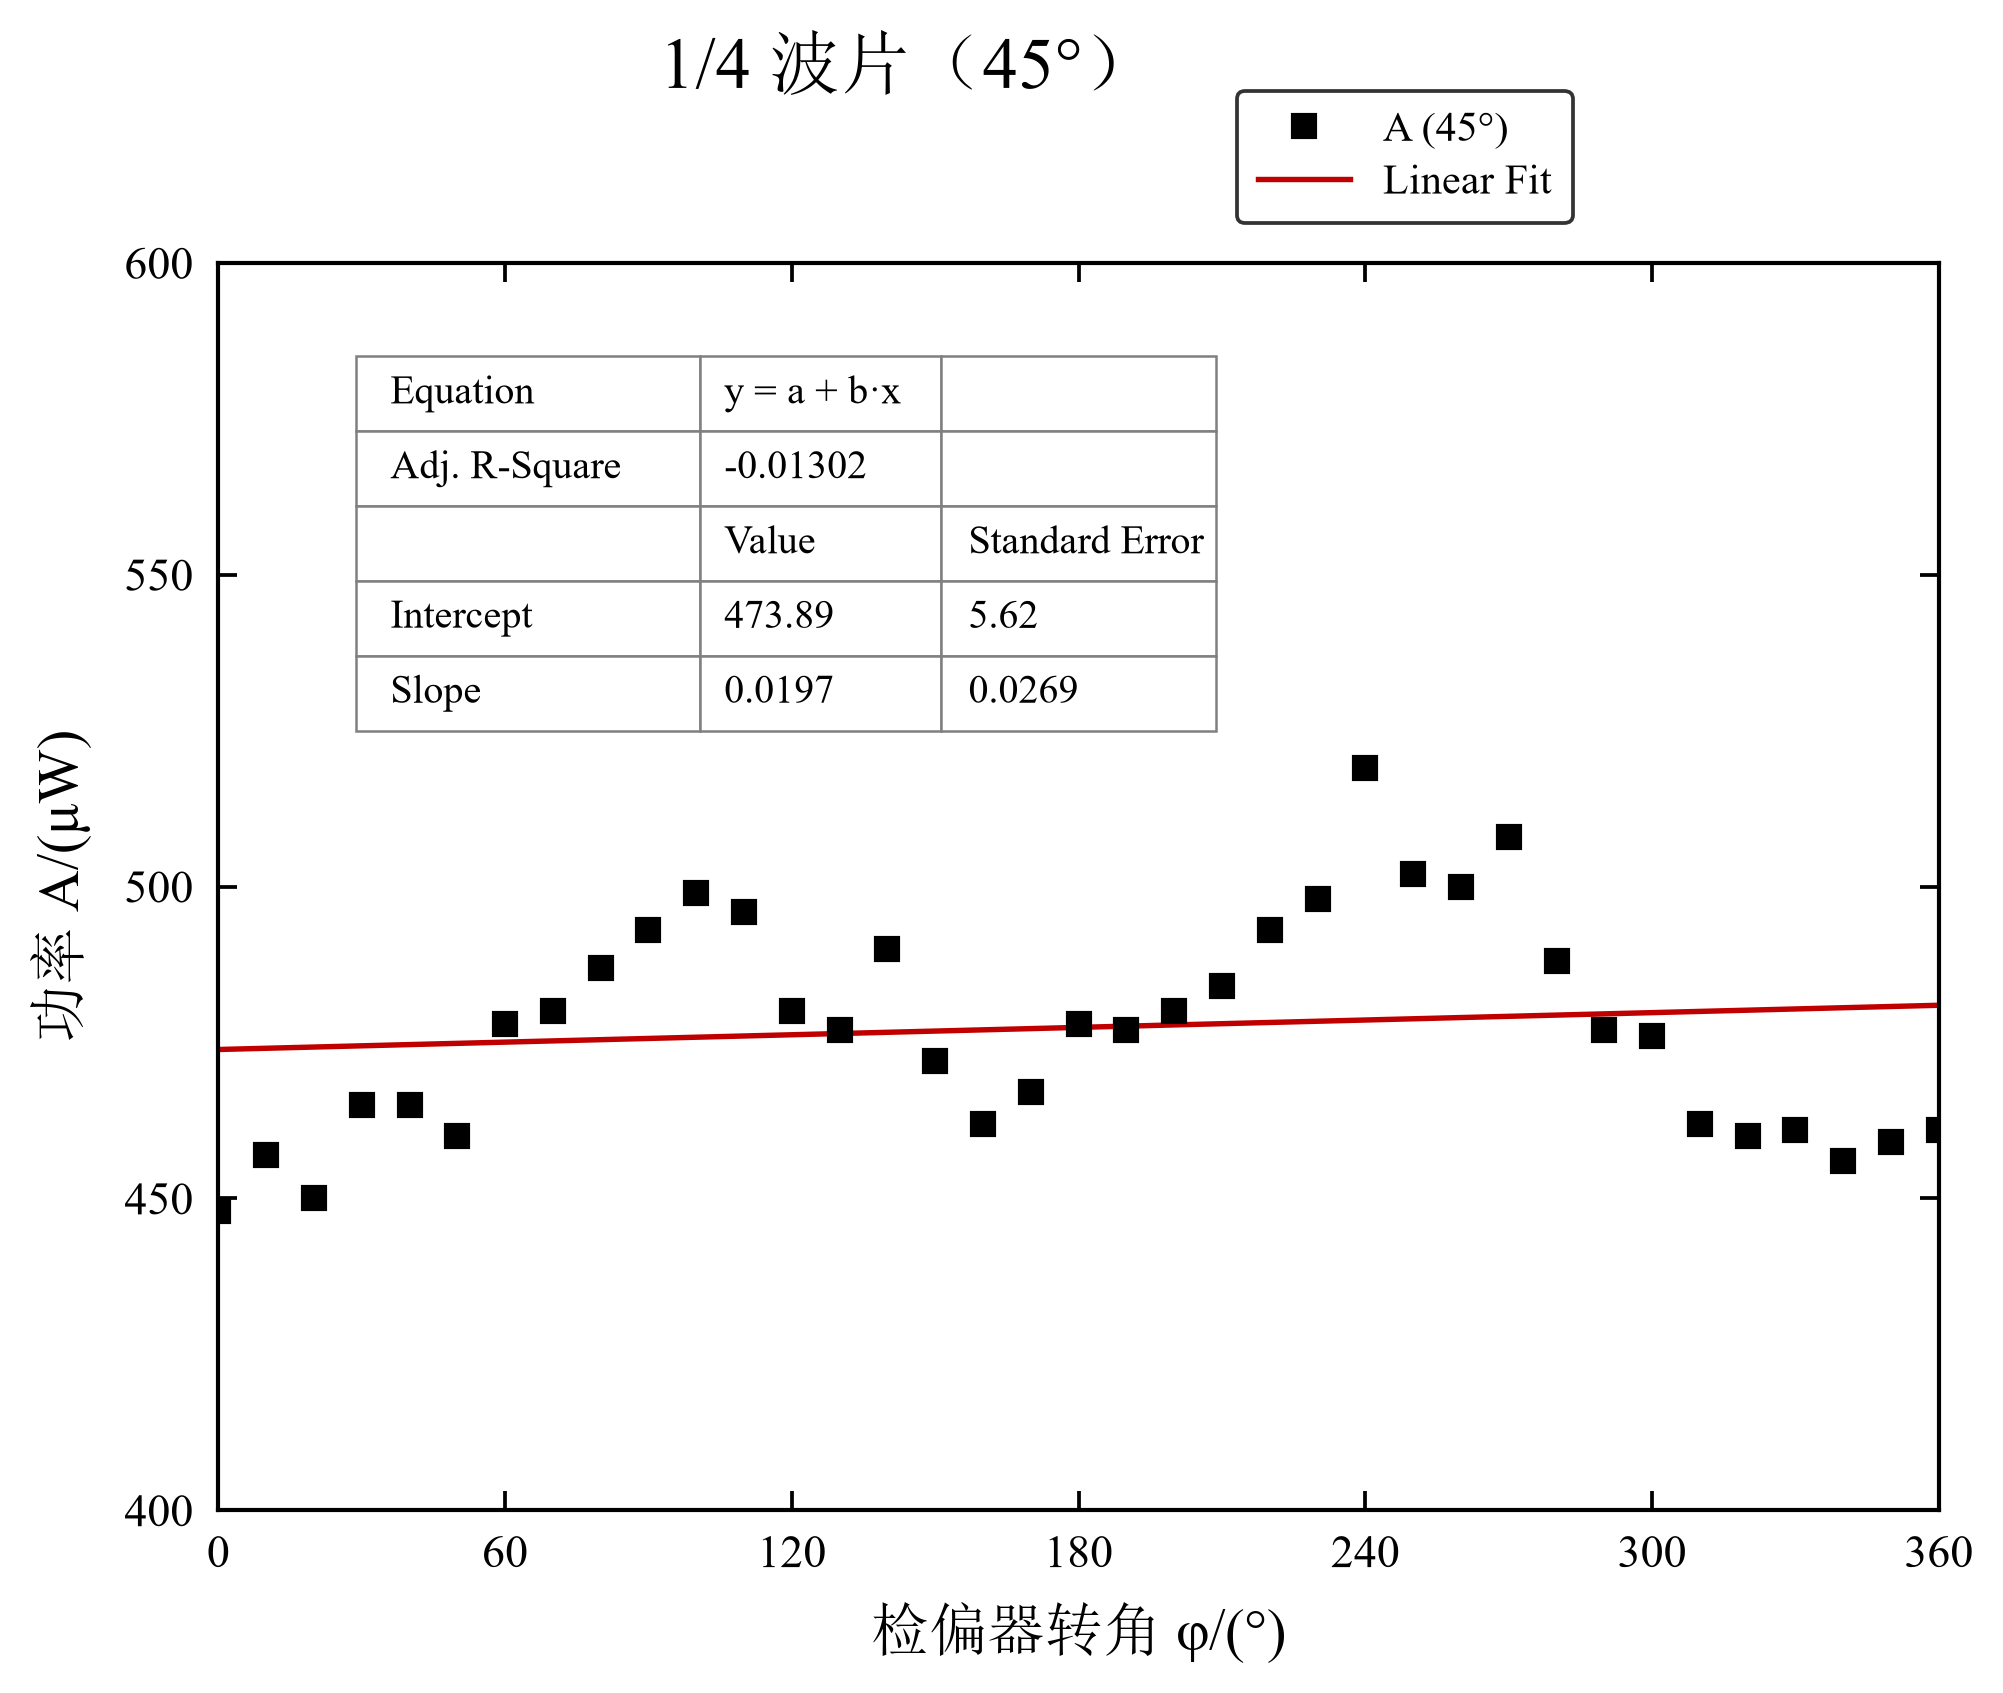 1/4 波片（45°）
A (45°)
Linear Fit
600
550
500
450
400
Equation y = a + b·x
Adj. R-Square -0.01302
Value Standard Error
Intercept 473.89 5.62
Slope 0.0197 0.0269
功率 A/(μW)
0 60 120 180 240 300 360
检偏器转角 φ/(°)